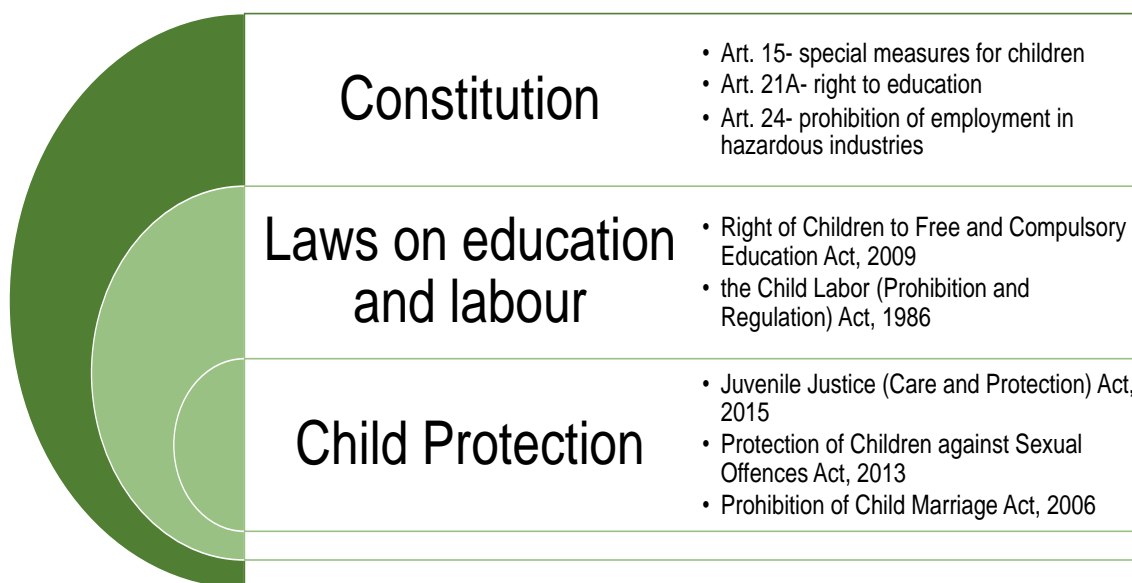 Constitution
• Art. 15- special measures for children
• Art. 21A- right to education
• Art. 24- prohibition of employment in
hazardous industries
Laws on education
and labour
• Right of Children to Free and Compulsory
Education Act, 2009
• the Child Labor (Prohibition and
Regulation) Act, 1986
Child Protection
• Juvenile Justice (Care and Protection) Act,
2015
• Protection of Children against Sexual
Offences Act, 2013
• Prohibition of Child Marriage Act, 2006